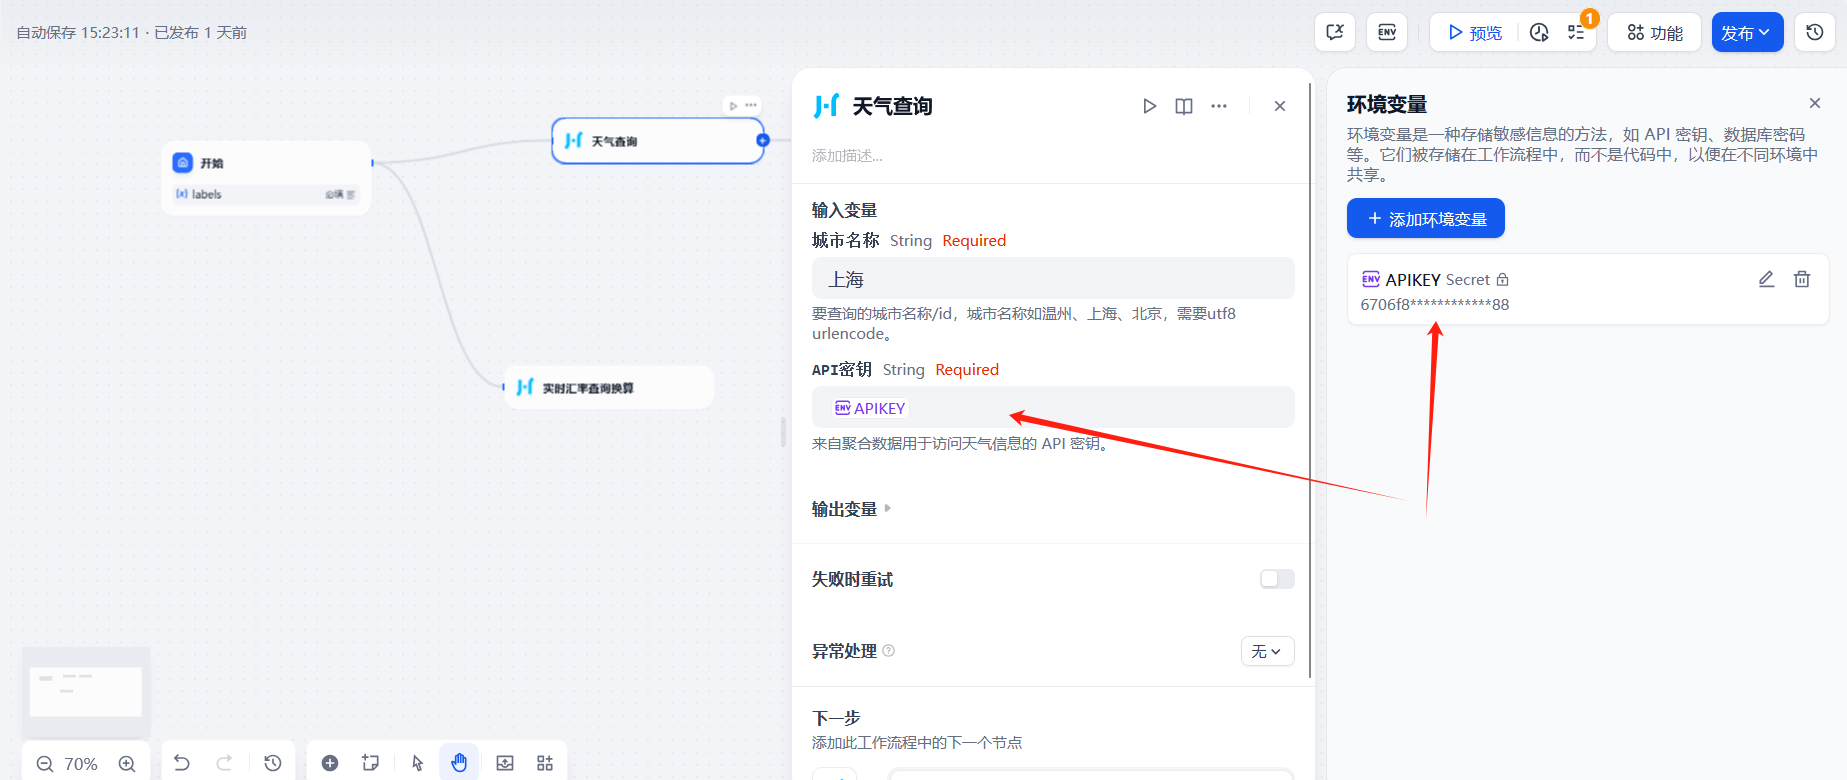 自动保存 15:23:11 · 已发布 1 天前
ENV
预览
1
功能
发布
开始
labels
必填
天气查询
实时汇率查询换算
70%
天气查询
添加描述...
输入变量
城市名称 String Required
上海
要查询的城市名称/id，城市名称如温州、上海、北京，需要utf8
urlencode。
API密钥 String Required
ENV APIKEY
来自聚合数据用于访问天气信息的 API 密钥。
输出变量
失败时重试
异常处理
无
下一步
添加此工作流程中的下一个节点
环境变量
环境变量是一种存储敏感信息的方法，如 API 密钥、数据库密码
等。它们被存储在工作流程中，而不是代码中，以便在不同环境中
共享。
添加环境变量
ENV APIKEY Secret
6706f8************88